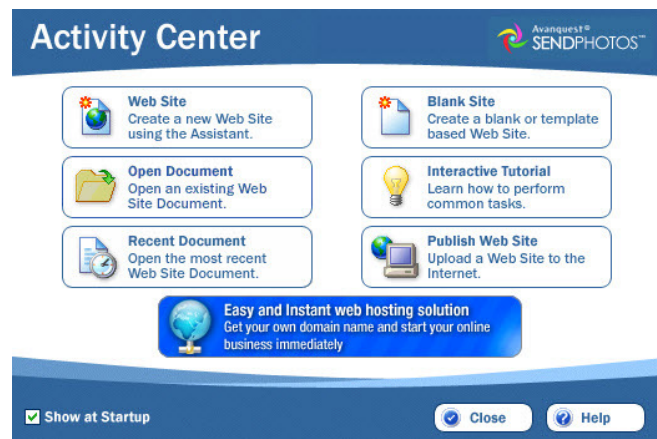 Activity Center
Avanquest®
SENDPHOTOS™
Web Site
Create a new Web Site
using the Assistant.
Blank Site
Create a blank or template
based Web Site.
Open Document
Open an existing Web
Site Document.
Interactive Tutorial
Learn how to perform
common tasks.
Recent Document
Open the most recent
Web Site Document.
Publish Web Site
Upload a Web Site to the
Internet.
Easy and Instant web hosting solution
Get your own domain name and start your online
business immediately
Show at Startup
Close
Help